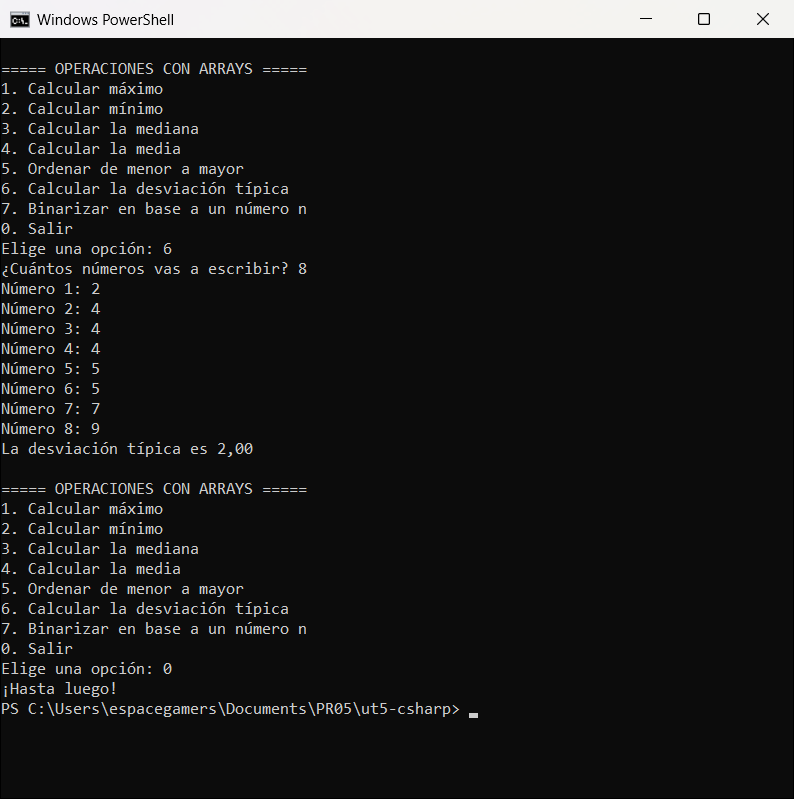 Windows PowerShell
===== OPERACIONES CON ARRAYS =====
1. Calcular máximo
2. Calcular mínimo
3. Calcular la mediana
4. Calcular la media
5. Ordenar de menor a mayor
6. Calcular la desviación típica
7. Binarizar en base a un número n
0. Salir
Elige una opción: 6
¿Cuántos números vas a escribir? 8
Número 1: 2
Número 2: 4
Número 3: 4
Número 4: 4
Número 5: 5
Número 6: 5
Número 7: 7
Número 8: 9
La desviación típica es 2,00
===== OPERACIONES CON ARRAYS =====
1. Calcular máximo
2. Calcular mínimo
3. Calcular la mediana
4. Calcular la media
5. Ordenar de menor a mayor
6. Calcular la desviación típica
7. Binarizar en base a un número n
0. Salir
Elige una opción: 0
¡Hasta luego!
PS C:\Users\espacegamers\Documents\PR05\ut5-csharp>